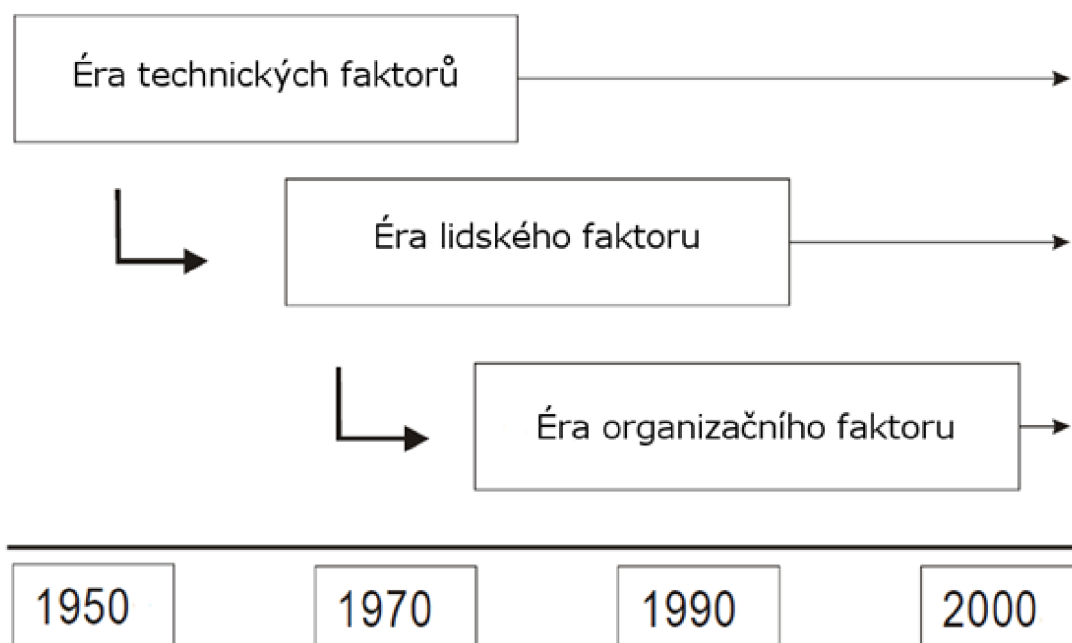 Éra technických faktorů
Éra lidského faktoru
Éra organizačního faktoru
1950
1970
1990
2000